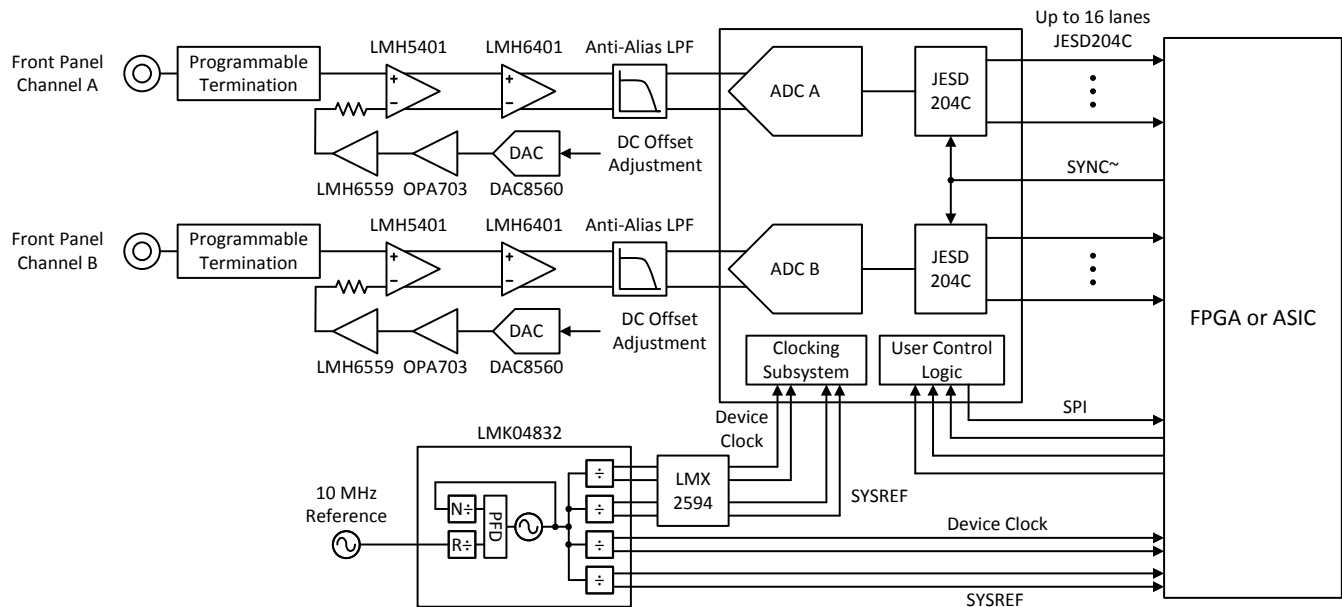 Up to 16 lanes
JESD204C
LMH5401
LMH6401
Anti-Alias LPF
Front Panel
Channel A
Programmable
Termination
+
−
+
−
ADC A
JESD
204C
DAC
DC Offset
Adjustment
LMH6559
OPA703
DAC8560
SYNC~
LMH5401
LMH6401
Anti-Alias LPF
Front Panel
Channel B
Programmable
Termination
+
−
+
−
ADC B
JESD
204C
DAC
DC Offset
Adjustment
LMH6559
OPA703
DAC8560
FPGA or ASIC
Clocking
Subsystem
User Control
Logic
SPI
Device
Clock
LMK04832
÷
LMX
2594
÷
SYSREF
10 MHz
Reference
N÷
PFD
R÷
÷
Device Clock
÷
SYSREF